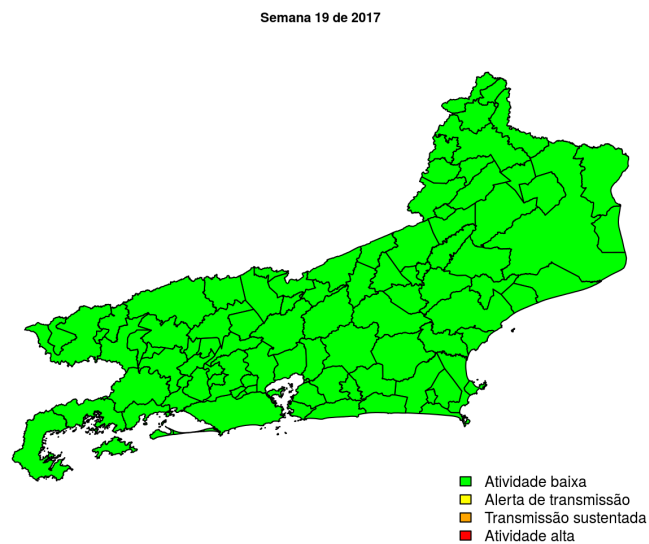 Semana 19 de 2017
Atividade baixa
Alerta de transmissão
Transmissão sustentada
Atividade alta